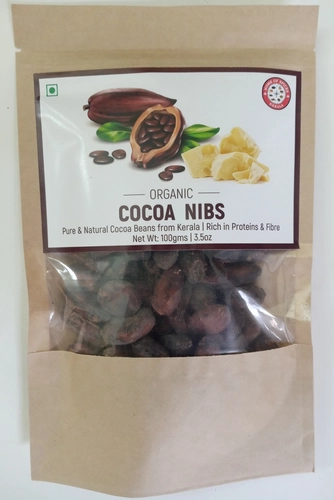 ORGANIC
COCOA NIBS
Pure & Natural Cocoa Beans from Kerala | Rich in Proteins & Fibre
Net Wt: 100gms | 3.5oz